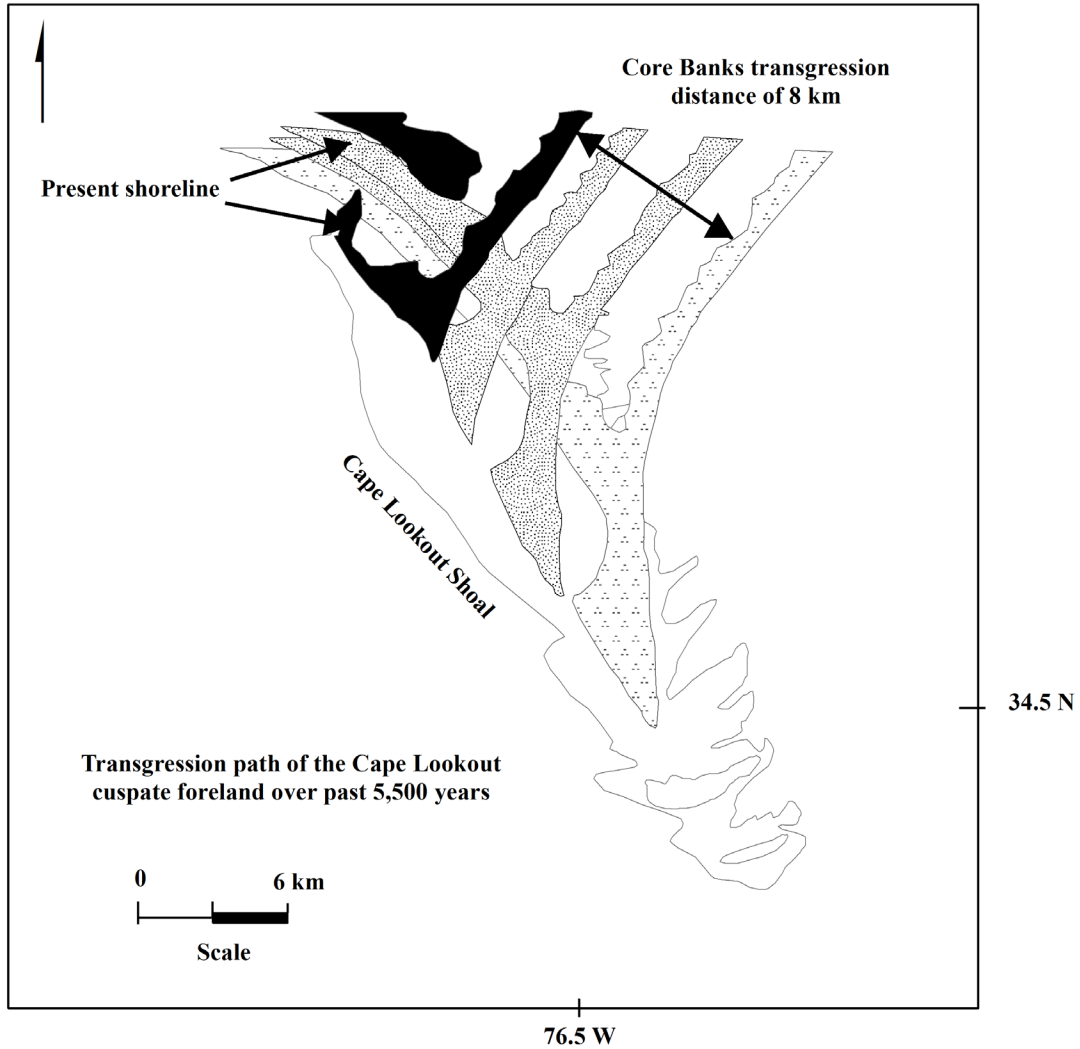 Core Banks transgression
distance of 8 km
Present shoreline
Cape Lookout Shoal
34.5 N
Transgression path of the Cape Lookout
cuspate foreland over past 5,500 years
0 6 km
Scale
76.5 W